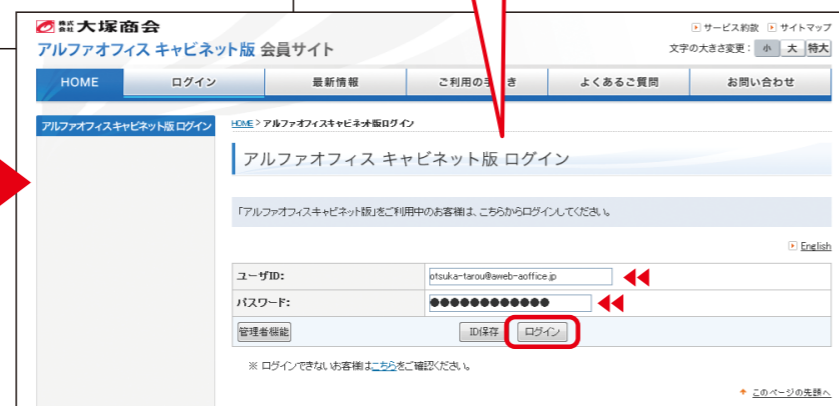 株式会社 大塚商会
サービス約款 サイトマップ
アルファオフィス キャビネット版 会員サイト
文字の大きさ変更: 小 大 特大
HOME ログイン 最新情報 ご利用の手 き よくあるご質問 お問い合わせ
アルファオフィスキャビネット版 ログイン
HOME > アルファオフィスキャビネット版ログイン
アルファオフィス キャビネット版 ログイン
「アルファオフィスキャビネット版」をご利用中のお客様は、こちらからログインしてください。
English
ユーザID: otsuka-tarou@aweb-aoffice.jp
パスワード: ●●●●●●●●●●●●
管理者機能 ID保存 ログイン
※ ログインできないお客様はこちらをご確認ください。
このページの先頭へ